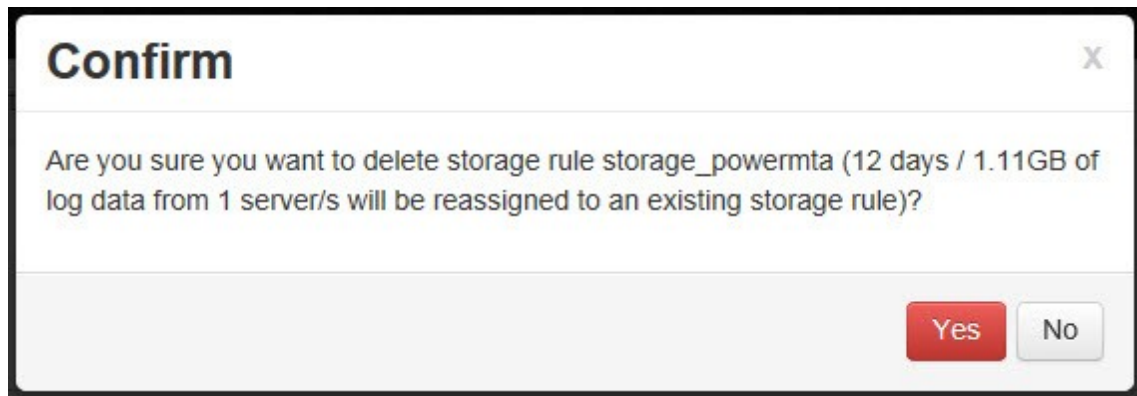 Confirm
x
Are you sure you want to delete storage rule storage_powermta (12 days / 1.11GB of
log data from 1 server/s will be reassigned to an existing storage rule)?
Yes No